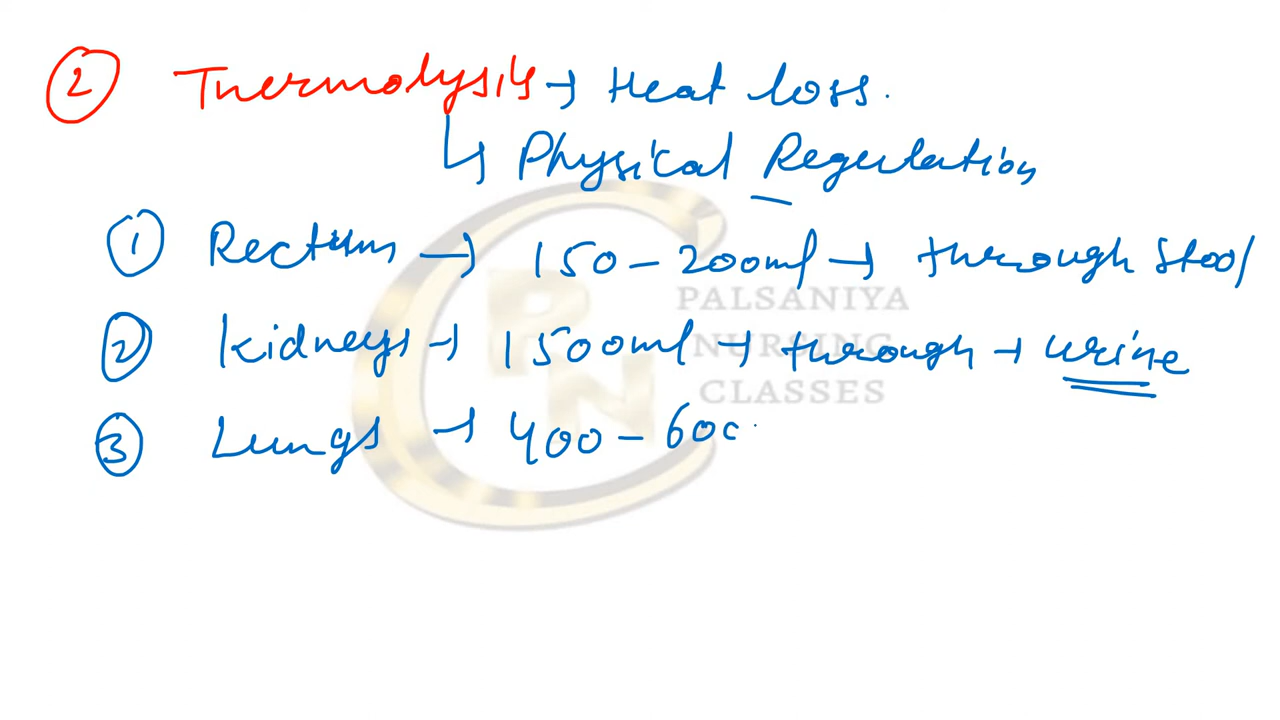 2 Thermolysis → Heat loss.
↳ Physical Regulation
1 Rectum → 150 - 200ml → through Stool
PALSANIYA
2 Kidneys → 1500ml → through → urine
NURSING
CLASSES
3 Lungs → 400 - 600
PN